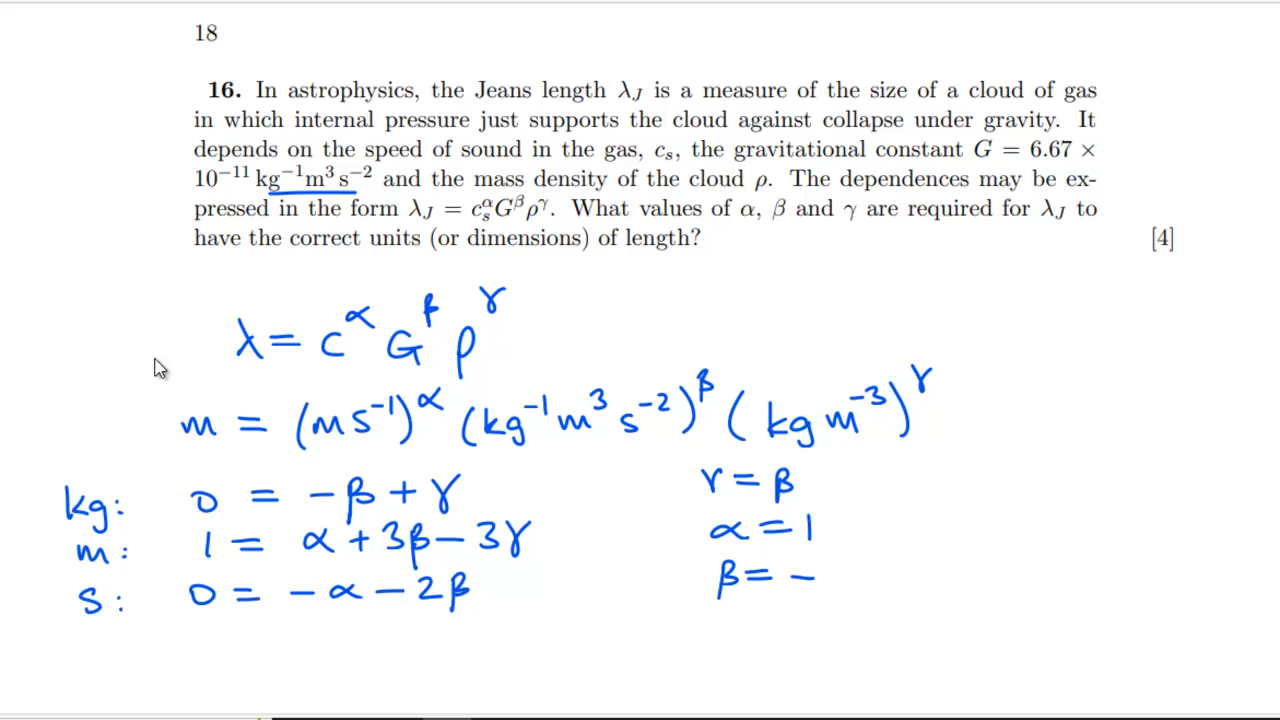 18
16. In astrophysics, the Jeans length λ_J is a measure of the size of a cloud of gas
in which internal pressure just supports the cloud against collapse under gravity. It
depends on the speed of sound in the gas, c_s, the gravitational constant G = 6.67 ×
10⁻¹¹ kg⁻¹m³ s⁻² and the mass density of the cloud ρ. The dependences may be ex-
pressed in the form λ_J = c_s^α G^β ρ^γ. What values of α, β and γ are required for λ_J to
have the correct units (or dimensions) of length? [4]
λ = c^α G^β ρ^γ
m = (ms⁻¹)^α (kg⁻¹m³s⁻²)^β (kg m⁻³)^γ
kg: 0 = -β + γ γ = β
m: 1 = α + 3β - 3γ α = 1
s: 0 = -α - 2β β = -